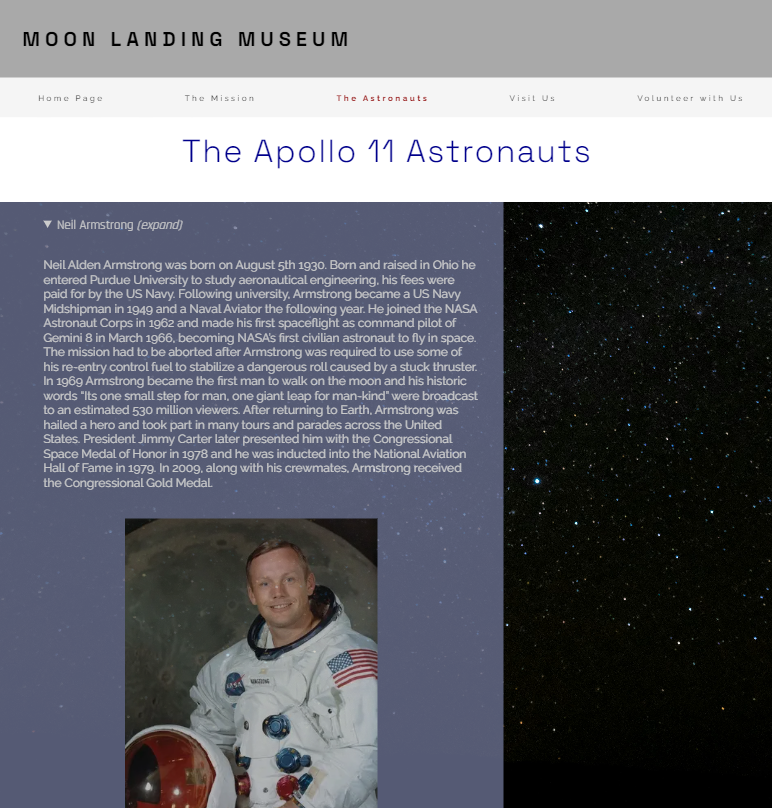 MOON LANDING MUSEUM
Home Page The Mission The Astronauts Visit Us Volunteer with Us
The Apollo 11 Astronauts
▼ Neil Armstrong (expand)
Neil Alden Armstrong was born on August 5th 1930. Born and raised in Ohio he
entered Purdue University to study aeronautical engineering, his fees were
paid for by the US Navy. Following university, Armstrong became a US Navy
Midshipman in 1949 and a Naval Aviator the following year. He joined the NASA
Astronaut Corps in 1962 and made his first spaceflight as command pilot of
Gemini 8 in March 1966, becoming NASA's first civilian astronaut to fly in space.
The mission had to be aborted after Armstrong was required to use some of
his re-entry control fuel to stabilize a dangerous roll caused by a stuck thruster.
In 1969 Armstrong became the first man to walk on the moon and his historic
words "Its one small step for man, one giant leap for man-kind" were broadcast
to an estimated 530 million viewers. After returning to Earth, Armstrong was
hailed a hero and took part in many tours and parades across the United
States. President Jimmy Carter later presented him with the Congressional
Space Medal of Honor in 1978 and he was inducted into the National Aviation
Hall of Fame in 1979. In 2009, along with his crewmates, Armstrong received
the Congressional Gold Medal.
NASA
ARMSTRONG